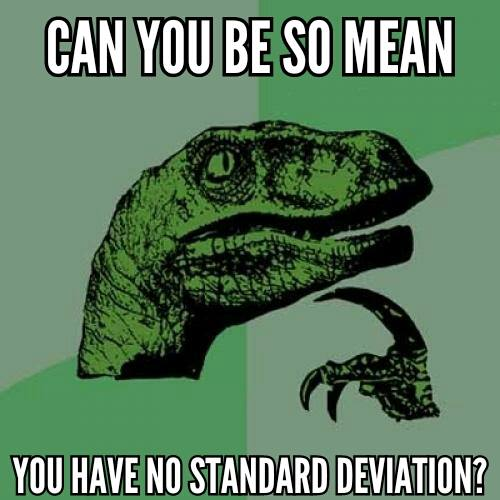 CAN YOU BE SO MEAN
YOU HAVE NO STANDARD DEVIATION?